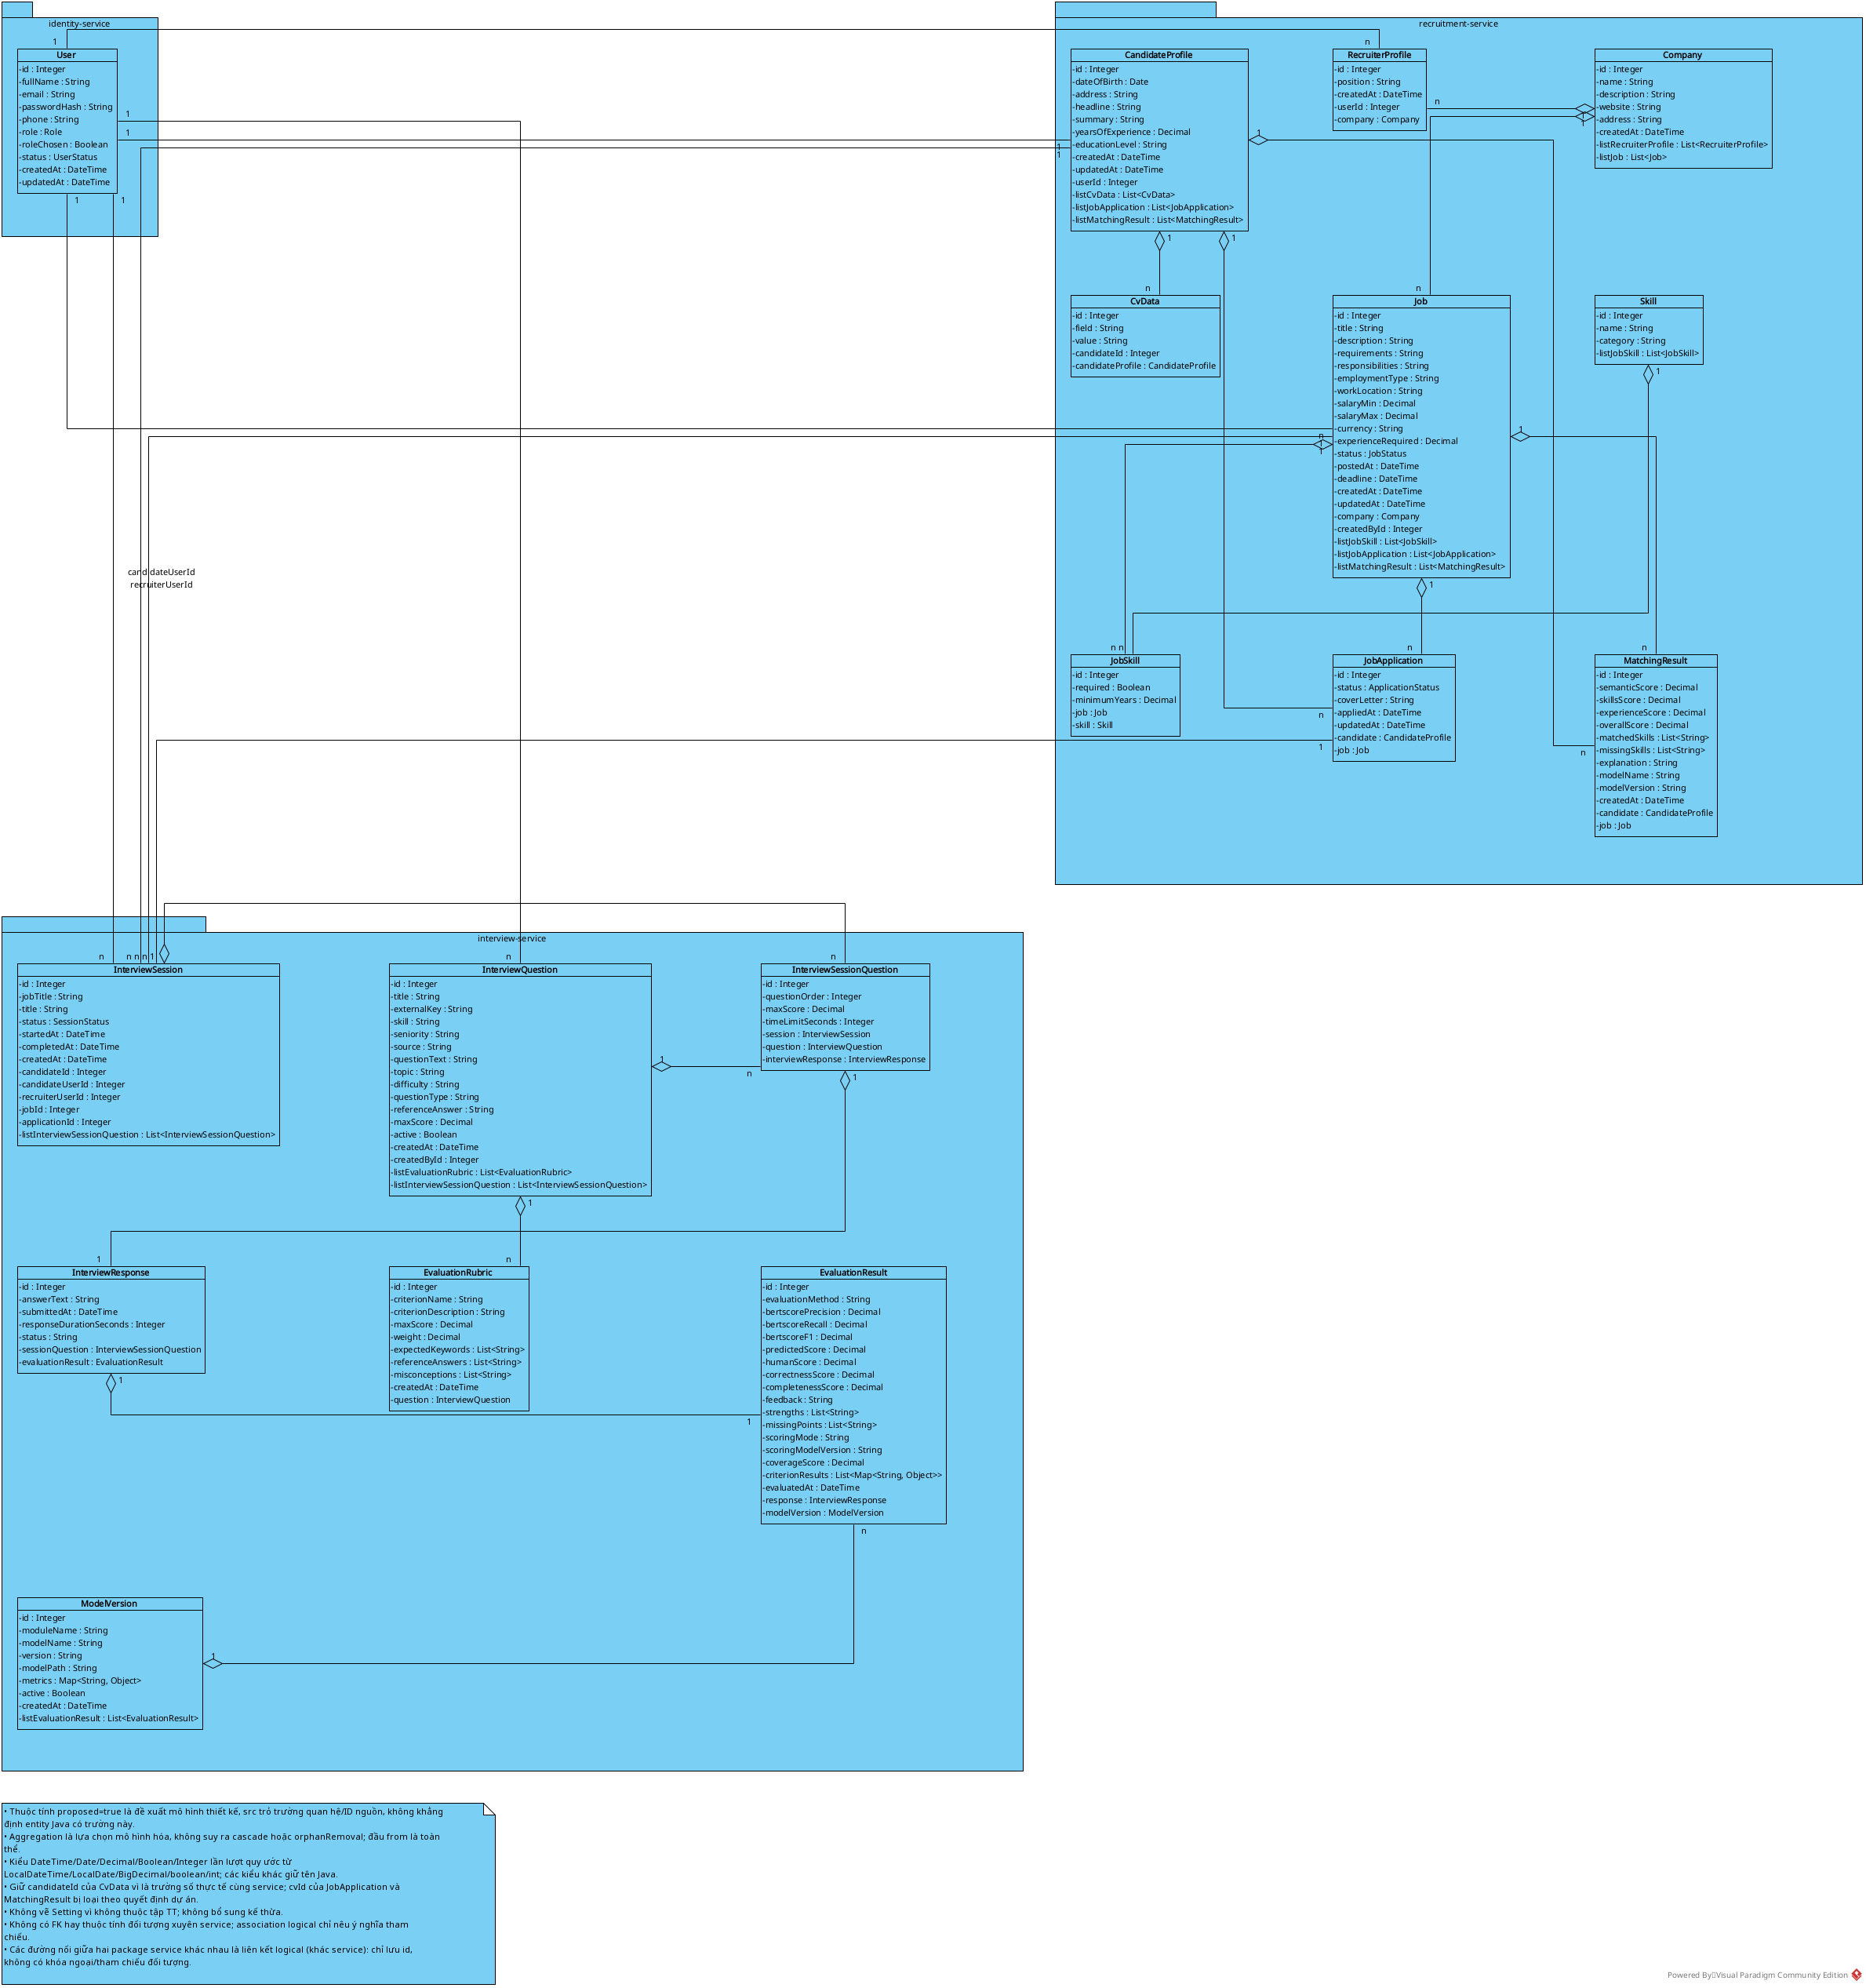 identity-service
1
User
-id : Integer
-fullName : String
-email : String
-passwordHash : String
-phone : String
-role : Role
-roleChosen : Boolean
-status : UserStatus
-createdAt : DateTime
-updatedAt : DateTime
1
1
1
1
recruitment-service
CandidateProfile
-id : Integer
-dateOfBirth : Date
-address : String
-headline : String
-summary : String
-yearsOfExperience : Decimal
-educationLevel : String
-createdAt : DateTime
-updatedAt : DateTime
-userId : Integer
-listCvData : List<CvData>
-listJobApplication : List<JobApplication>
-listMatchingResult : List<MatchingResult>
1
1
1
1
1
n
RecruiterProfile
-id : Integer
-position : String
-createdAt : DateTime
-userId : Integer
-company : Company
n
1
1
Company
-id : Integer
-name : String
-description : String
-website : String
-address : String
-createdAt : DateTime
-listRecruiterProfile : List<RecruiterProfile>
-listJob : List<Job>
n
CvData
-id : Integer
-field : String
-value : String
-candidateId : Integer
-candidateProfile : CandidateProfile
n
Job
-id : Integer
-title : String
-description : String
-requirements : String
-responsibilities : String
-employmentType : String
-workLocation : String
-salaryMin : Decimal
-salaryMax : Decimal
-currency : String
-experienceRequired : Decimal
-status : JobStatus
-postedAt : DateTime
-deadline : DateTime
-createdAt : DateTime
-updatedAt : DateTime
-company : Company
-createdById : Integer
-listJobSkill : List<JobSkill>
-listJobApplication : List<JobApplication>
-listMatchingResult : List<MatchingResult>
n
1
1
1
1
Skill
-id : Integer
-name : String
-category : String
-listJobSkill : List<JobSkill>
1
candidateUserId
recruiterUserId
n n
JobSkill
-id : Integer
-required : Boolean
-minimumYears : Decimal
-job : Job
-skill : Skill
n
JobApplication
-id : Integer
-status : ApplicationStatus
-coverLetter : String
-appliedAt : DateTime
-updatedAt : DateTime
-candidate : CandidateProfile
-job : Job
n
1
n
MatchingResult
-id : Integer
-semanticScore : Decimal
-skillsScore : Decimal
-experienceScore : Decimal
-overallScore : Decimal
-matchedSkills : List<String>
-missingSkills : List<String>
-explanation : String
-modelName : String
-modelVersion : String
-createdAt : DateTime
-candidate : CandidateProfile
-job : Job
n
interview-service
n
n n n 1
InterviewSession
-id : Integer
-jobTitle : String
-title : String
-status : SessionStatus
-startedAt : DateTime
-completedAt : DateTime
-createdAt : DateTime
-candidateId : Integer
-candidateUserId : Integer
-recruiterUserId : Integer
-jobId : Integer
-applicationId : Integer
-listInterviewSessionQuestion : List<InterviewSessionQuestion>
n
InterviewQuestion
-id : Integer
-title : String
-externalKey : String
-skill : String
-seniority : String
-source : String
-questionText : String
-topic : String
-difficulty : String
-questionType : String
-referenceAnswer : String
-maxScore : Decimal
-active : Boolean
-createdAt : DateTime
-createdById : Integer
-listEvaluationRubric : List<EvaluationRubric>
-listInterviewSessionQuestion : List<InterviewSessionQuestion>
1
1
n
InterviewSessionQuestion
-id : Integer
-questionOrder : Integer
-maxScore : Decimal
-timeLimitSeconds : Integer
-session : InterviewSession
-question : InterviewQuestion
-interviewResponse : InterviewResponse
n
1
1
InterviewResponse
-id : Integer
-answerText : String
-submittedAt : DateTime
-responseDurationSeconds : Integer
-status : String
-sessionQuestion : InterviewSessionQuestion
-evaluationResult : EvaluationResult
1
n
EvaluationRubric
-id : Integer
-criterionName : String
-criterionDescription : String
-maxScore : Decimal
-weight : Decimal
-expectedKeywords : List<String>
-referenceAnswers : List<String>
-misconceptions : List<String>
-createdAt : DateTime
-question : InterviewQuestion
EvaluationResult
-id : Integer
-evaluationMethod : String
-bertscorePrecision : Decimal
-bertscoreRecall : Decimal
-bertscoreF1 : Decimal
-predictedScore : Decimal
-humanScore : Decimal
-correctnessScore : Decimal
-completenessScore : Decimal
-feedback : String
-strengths : List<String>
-missingPoints : List<String>
-scoringMode : String
-scoringModelVersion : String
-coverageScore : Decimal
-criterionResults : List<Map<String, Object>>
-evaluatedAt : DateTime
-response : InterviewResponse
-modelVersion : ModelVersion
1
n
ModelVersion
-id : Integer
-moduleName : String
-modelName : String
-version : String
-modelPath : String
-metrics : Map<String, Object>
-active : Boolean
-createdAt : DateTime
-listEvaluationResult : List<EvaluationResult>
1
• Thuộc tính proposed=true là đề xuất mô hình thiết kế, src trỏ trường quan hệ/ID nguồn, không khẳng
định entity Java có trường này.
• Aggregation là lựa chọn mô hình hóa, không suy ra cascade hoặc orphanRemoval; đầu from là toàn
thể.
• Kiểu DateTime/Date/Decimal/Boolean/Integer lần lượt quy ước từ
LocalDateTime/LocalDate/BigDecimal/boolean/int; các kiểu khác giữ tên Java.
• Giữ candidateId của CvData vì là trường số thực tế cùng service; cvId của JobApplication và
MatchingResult bị loại theo quyết định dự án.
• Không vẽ Setting vì không thuộc tập TT; không bổ sung kế thừa.
• Không có FK hay thuộc tính đối tượng xuyên service; association logical chỉ nêu ý nghĩa tham
chiếu.
• Các đường nối giữa hai package service khác nhau là liên kết logical (khác service): chỉ lưu id,
không có khóa ngoại/tham chiếu đối tượng.
Powered By Visual Paradigm Community Edition